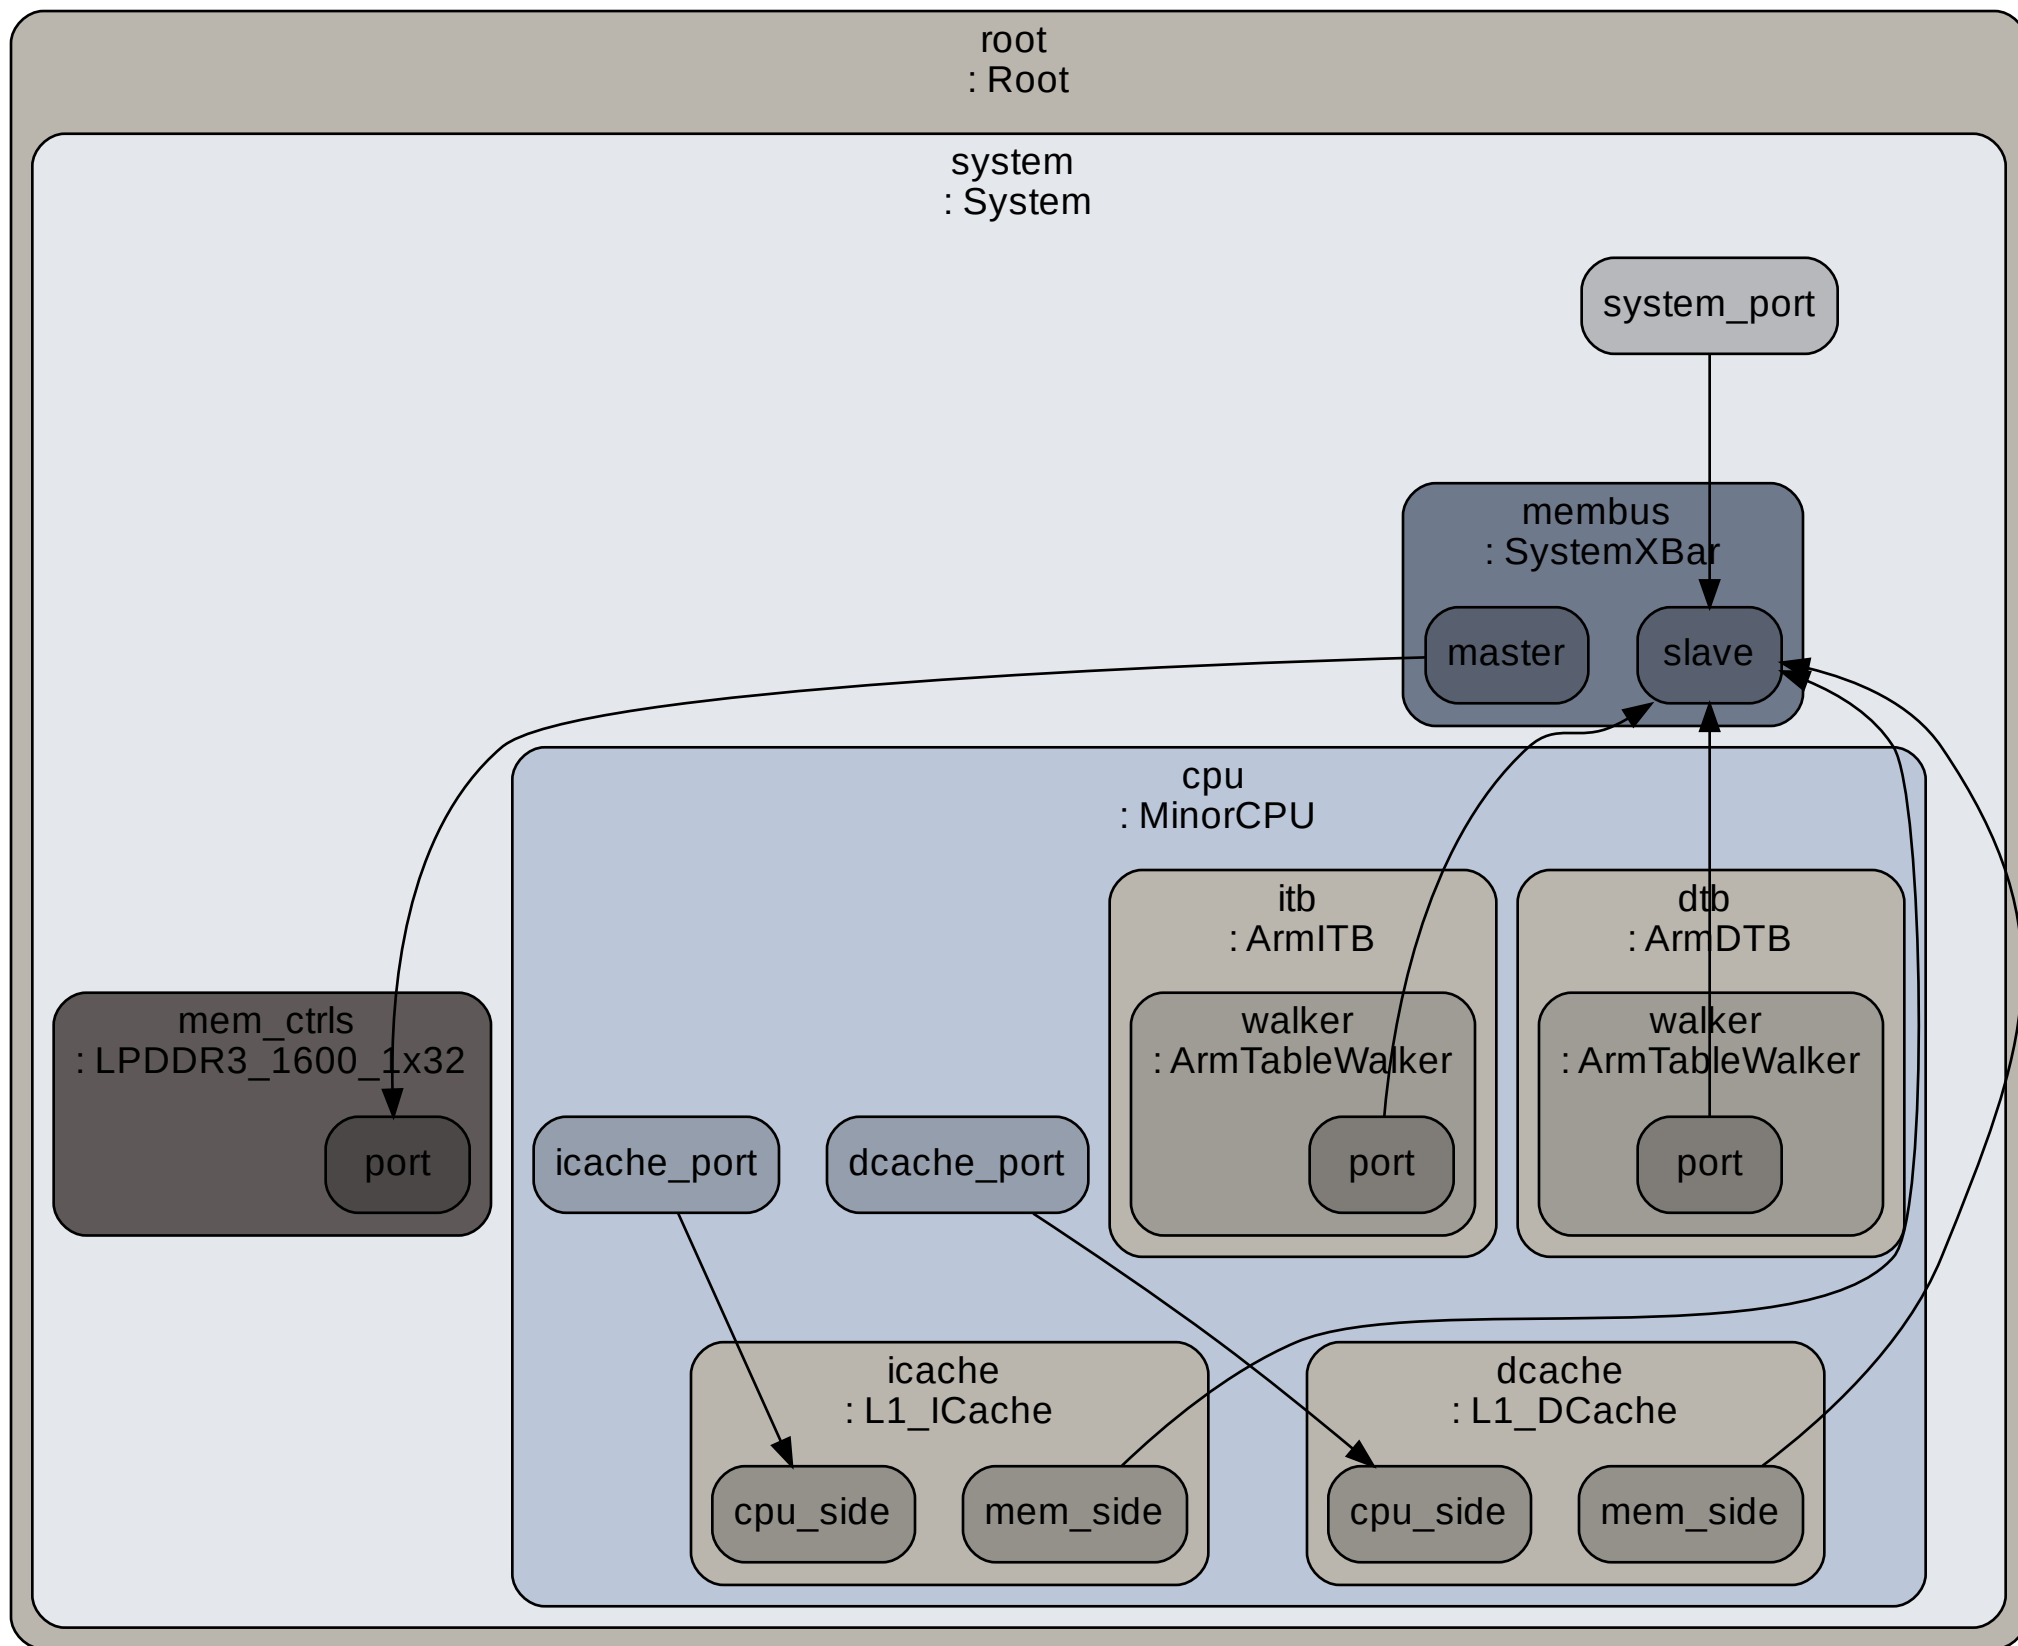 root
: Root
system
: System
system_port
membus
: SystemXBar
master
slave
cpu
: MinorCPU
itb
: ArmITB
dtb
: ArmDTB
mem_ctrls
: LPDDR3_1600_1x32
walker
: ArmTableWalker
walker
: ArmTableWalker
port
icache_port
dcache_port
port
port
icache
: L1_ICache
dcache
: L1_DCache
cpu_side
mem_side
cpu_side
mem_side